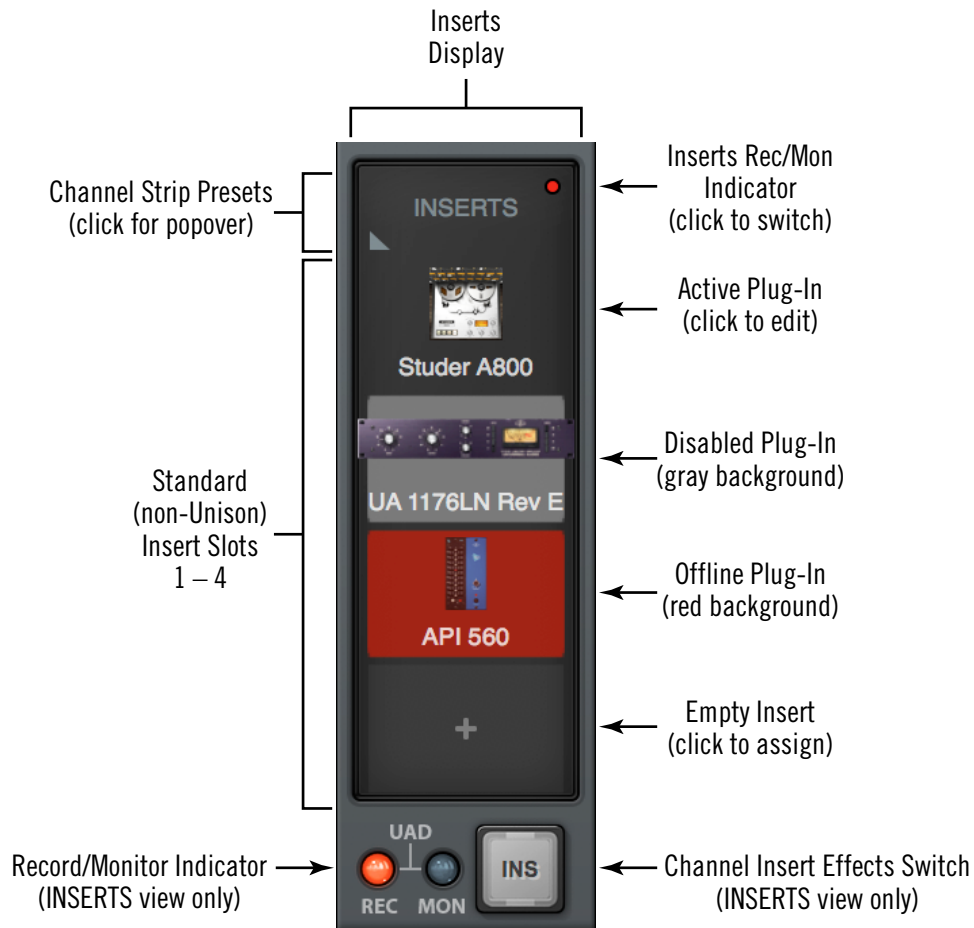 Inserts
Display
Channel Strip Presets
(click for popover)
INSERTS
Inserts Rec/Mon
Indicator
(click to switch)
Active Plug-In
(click to edit)
Studer A800
Disabled Plug-In
(gray background)
UA 1176LN Rev E
Standard
(non-Unison)
Insert Slots
1 – 4
Offline Plug-In
(red background)
API 560
Empty Insert
(click to assign)
+
Record/Monitor Indicator
(INSERTS view only)
UAD
REC MON
INS
Channel Insert Effects Switch
(INSERTS view only)